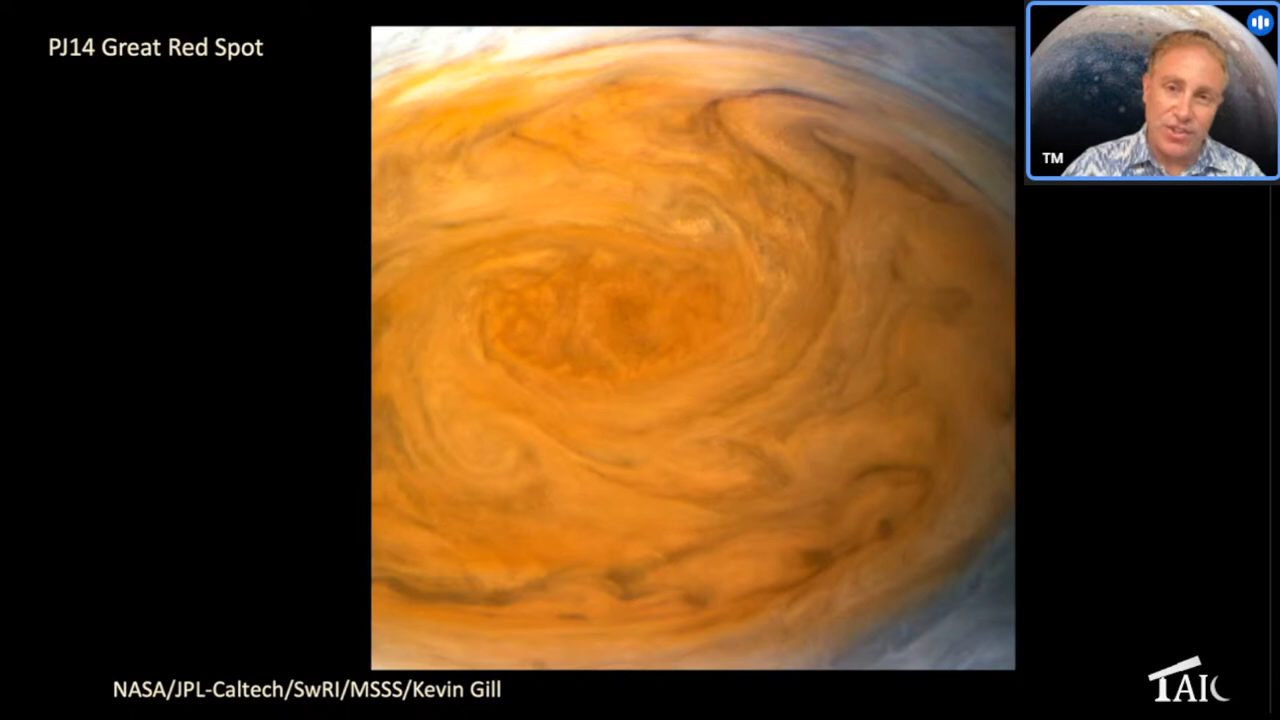 PJ14 Great Red Spot
TM
NASA/JPL-Caltech/SwRI/MSSS/Kevin Gill
TAIC